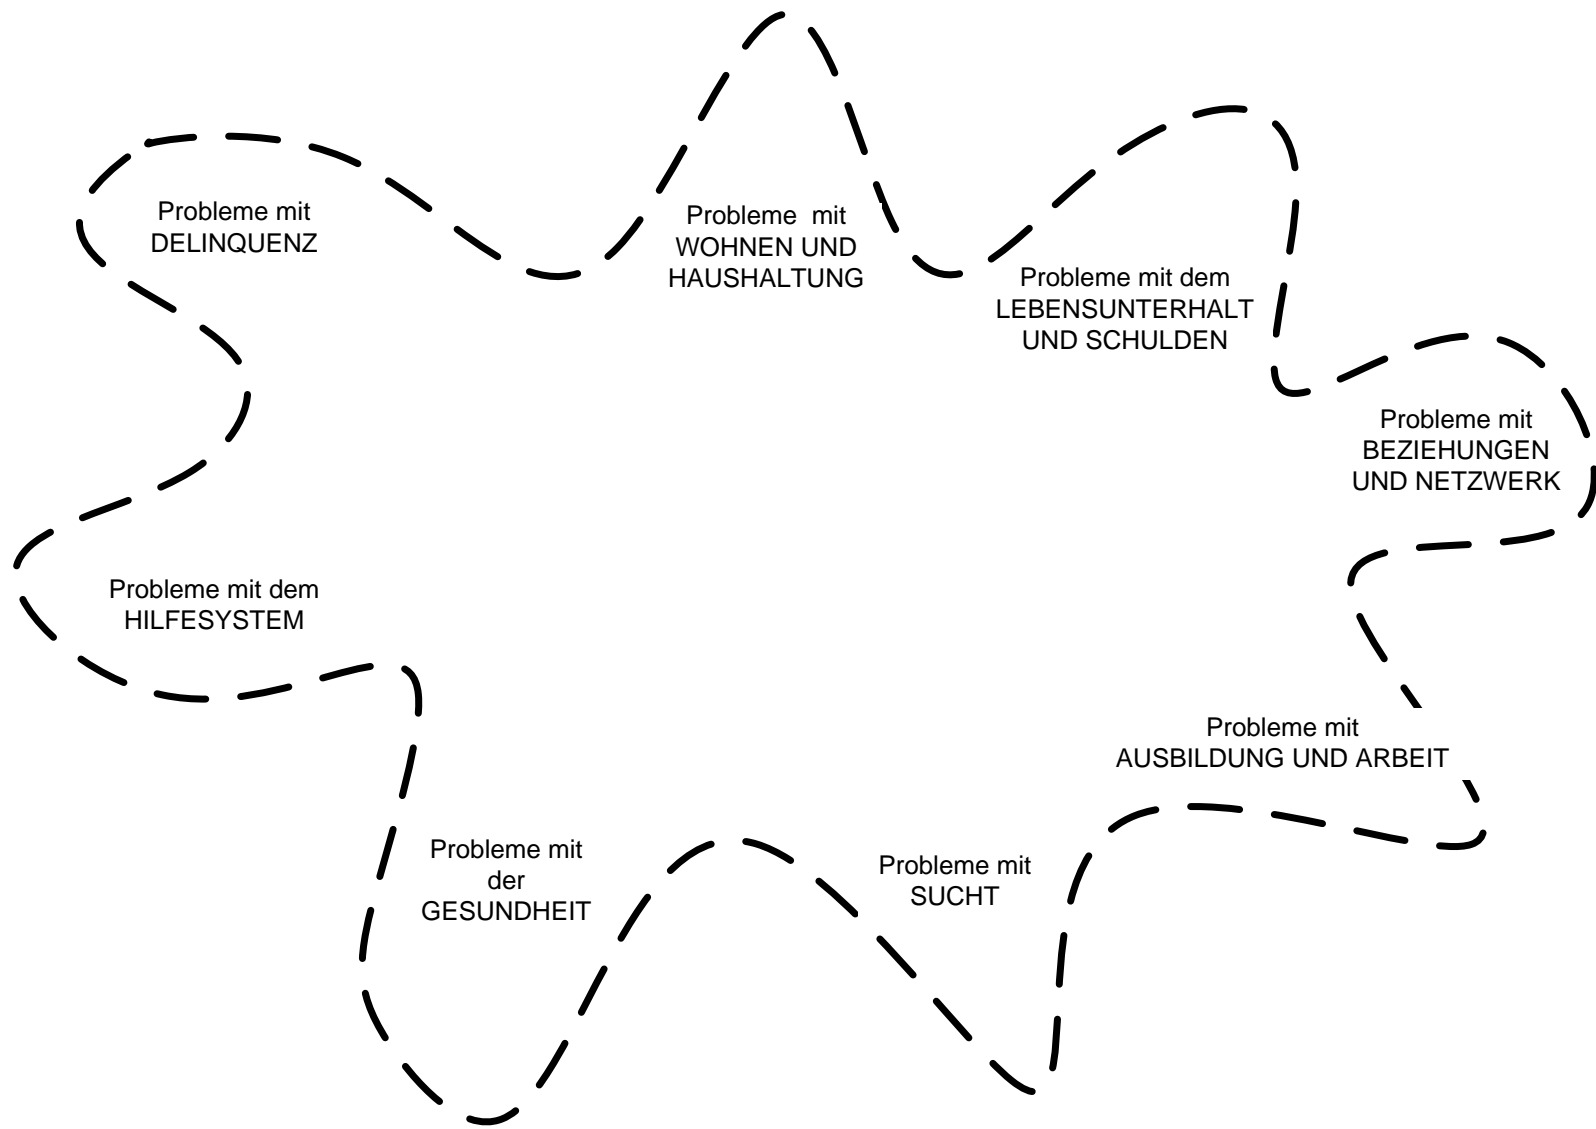 Probleme mit
DELINQUENZ
Probleme  mit
WOHNEN UND
HAUSHALTUNG
Probleme mit dem
LEBENSUNTERHALT
UND SCHULDEN
Probleme mit
BEZIEHUNGEN
UND NETZWERK
Probleme mit dem
HILFESYSTEM
Probleme mit
AUSBILDUNG UND ARBEIT
Probleme mit
der
GESUNDHEIT
Probleme mit
SUCHT